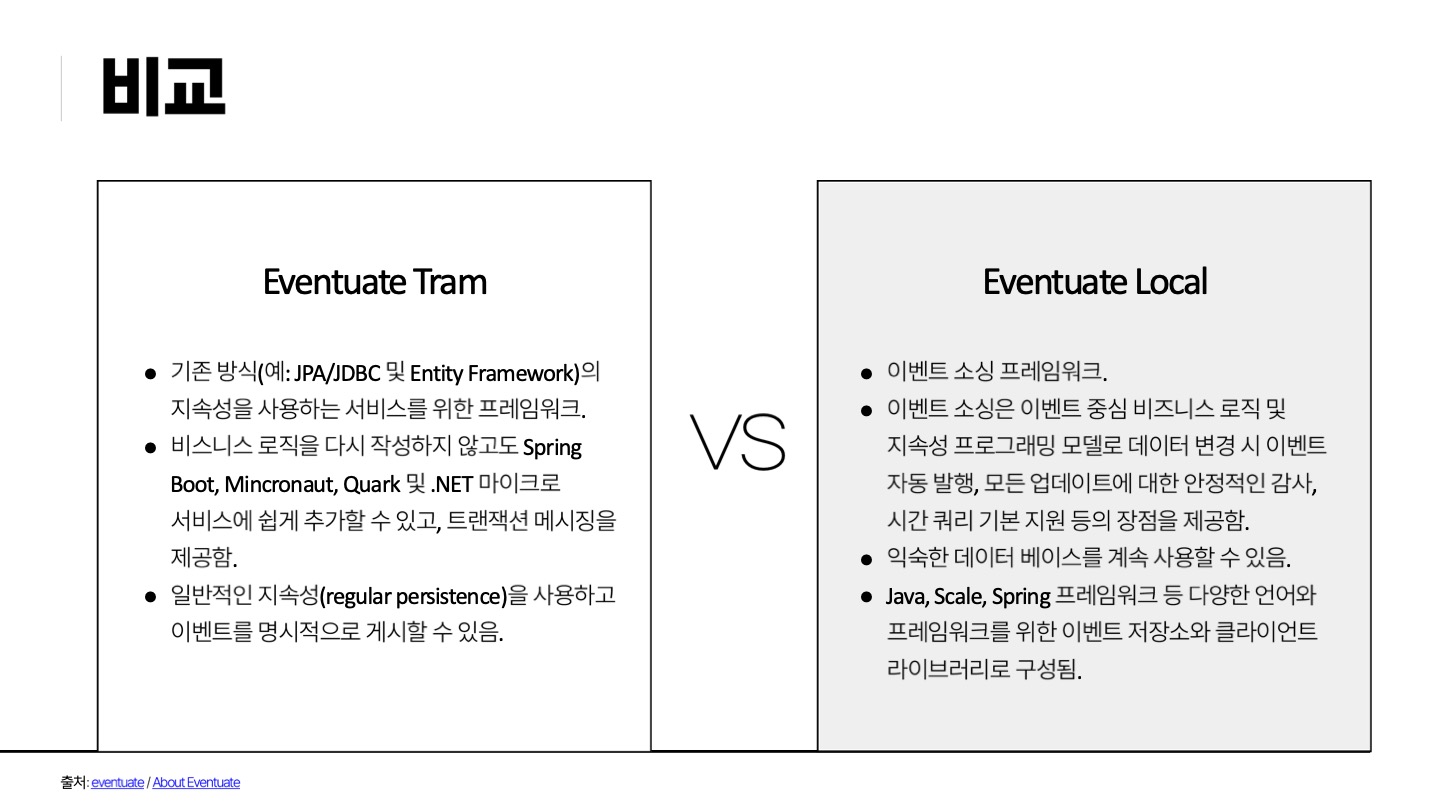 비교
Eventuate Tram
● 기존 방식(예: JPA/JDBC 및 Entity Framework)의
지속성을 사용하는 서비스를 위한 프레임워크.
● 비스니스 로직을 다시 작성하지 않고도 Spring
Boot, Mincronaut, Quark 및 .NET 마이크로
서비스에 쉽게 추가할 수 있고, 트랜잭션 메시징을
제공함.
● 일반적인 지속성(regular persistence)을 사용하고
이벤트를 명시적으로 게시할 수 있음.
VS
Eventuate Local
● 이벤트 소싱 프레임워크.
● 이벤트 소싱은 이벤트 중심 비즈니스 로직 및
지속성 프로그래밍 모델로 데이터 변경 시 이벤트
자동 발행, 모든 업데이트에 대한 안정적인 감사,
시간 쿼리 기본 지원 등의 장점을 제공함.
● 익숙한 데이터 베이스를 계속 사용할 수 있음.
● Java, Scale, Spring 프레임워크 등 다양한 언어와
프레임워크를 위한 이벤트 저장소와 클라이언트
라이브러리로 구성됨.
출처: eventuate / About Eventuate